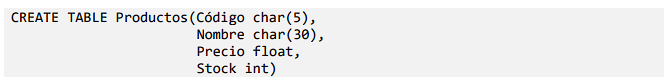 CREATE TABLE Productos(Código char(5),
Nombre char(30),
Precio float,
Stock int)